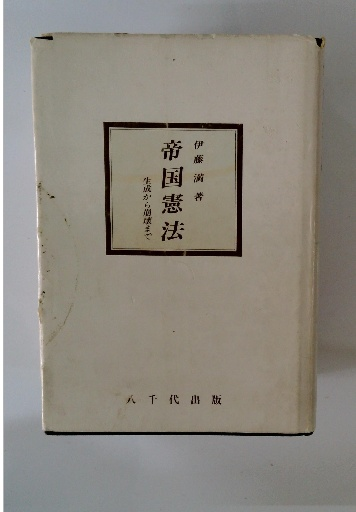 伊藤満著
帝国憲法
生成から崩壊まで
八千代出版